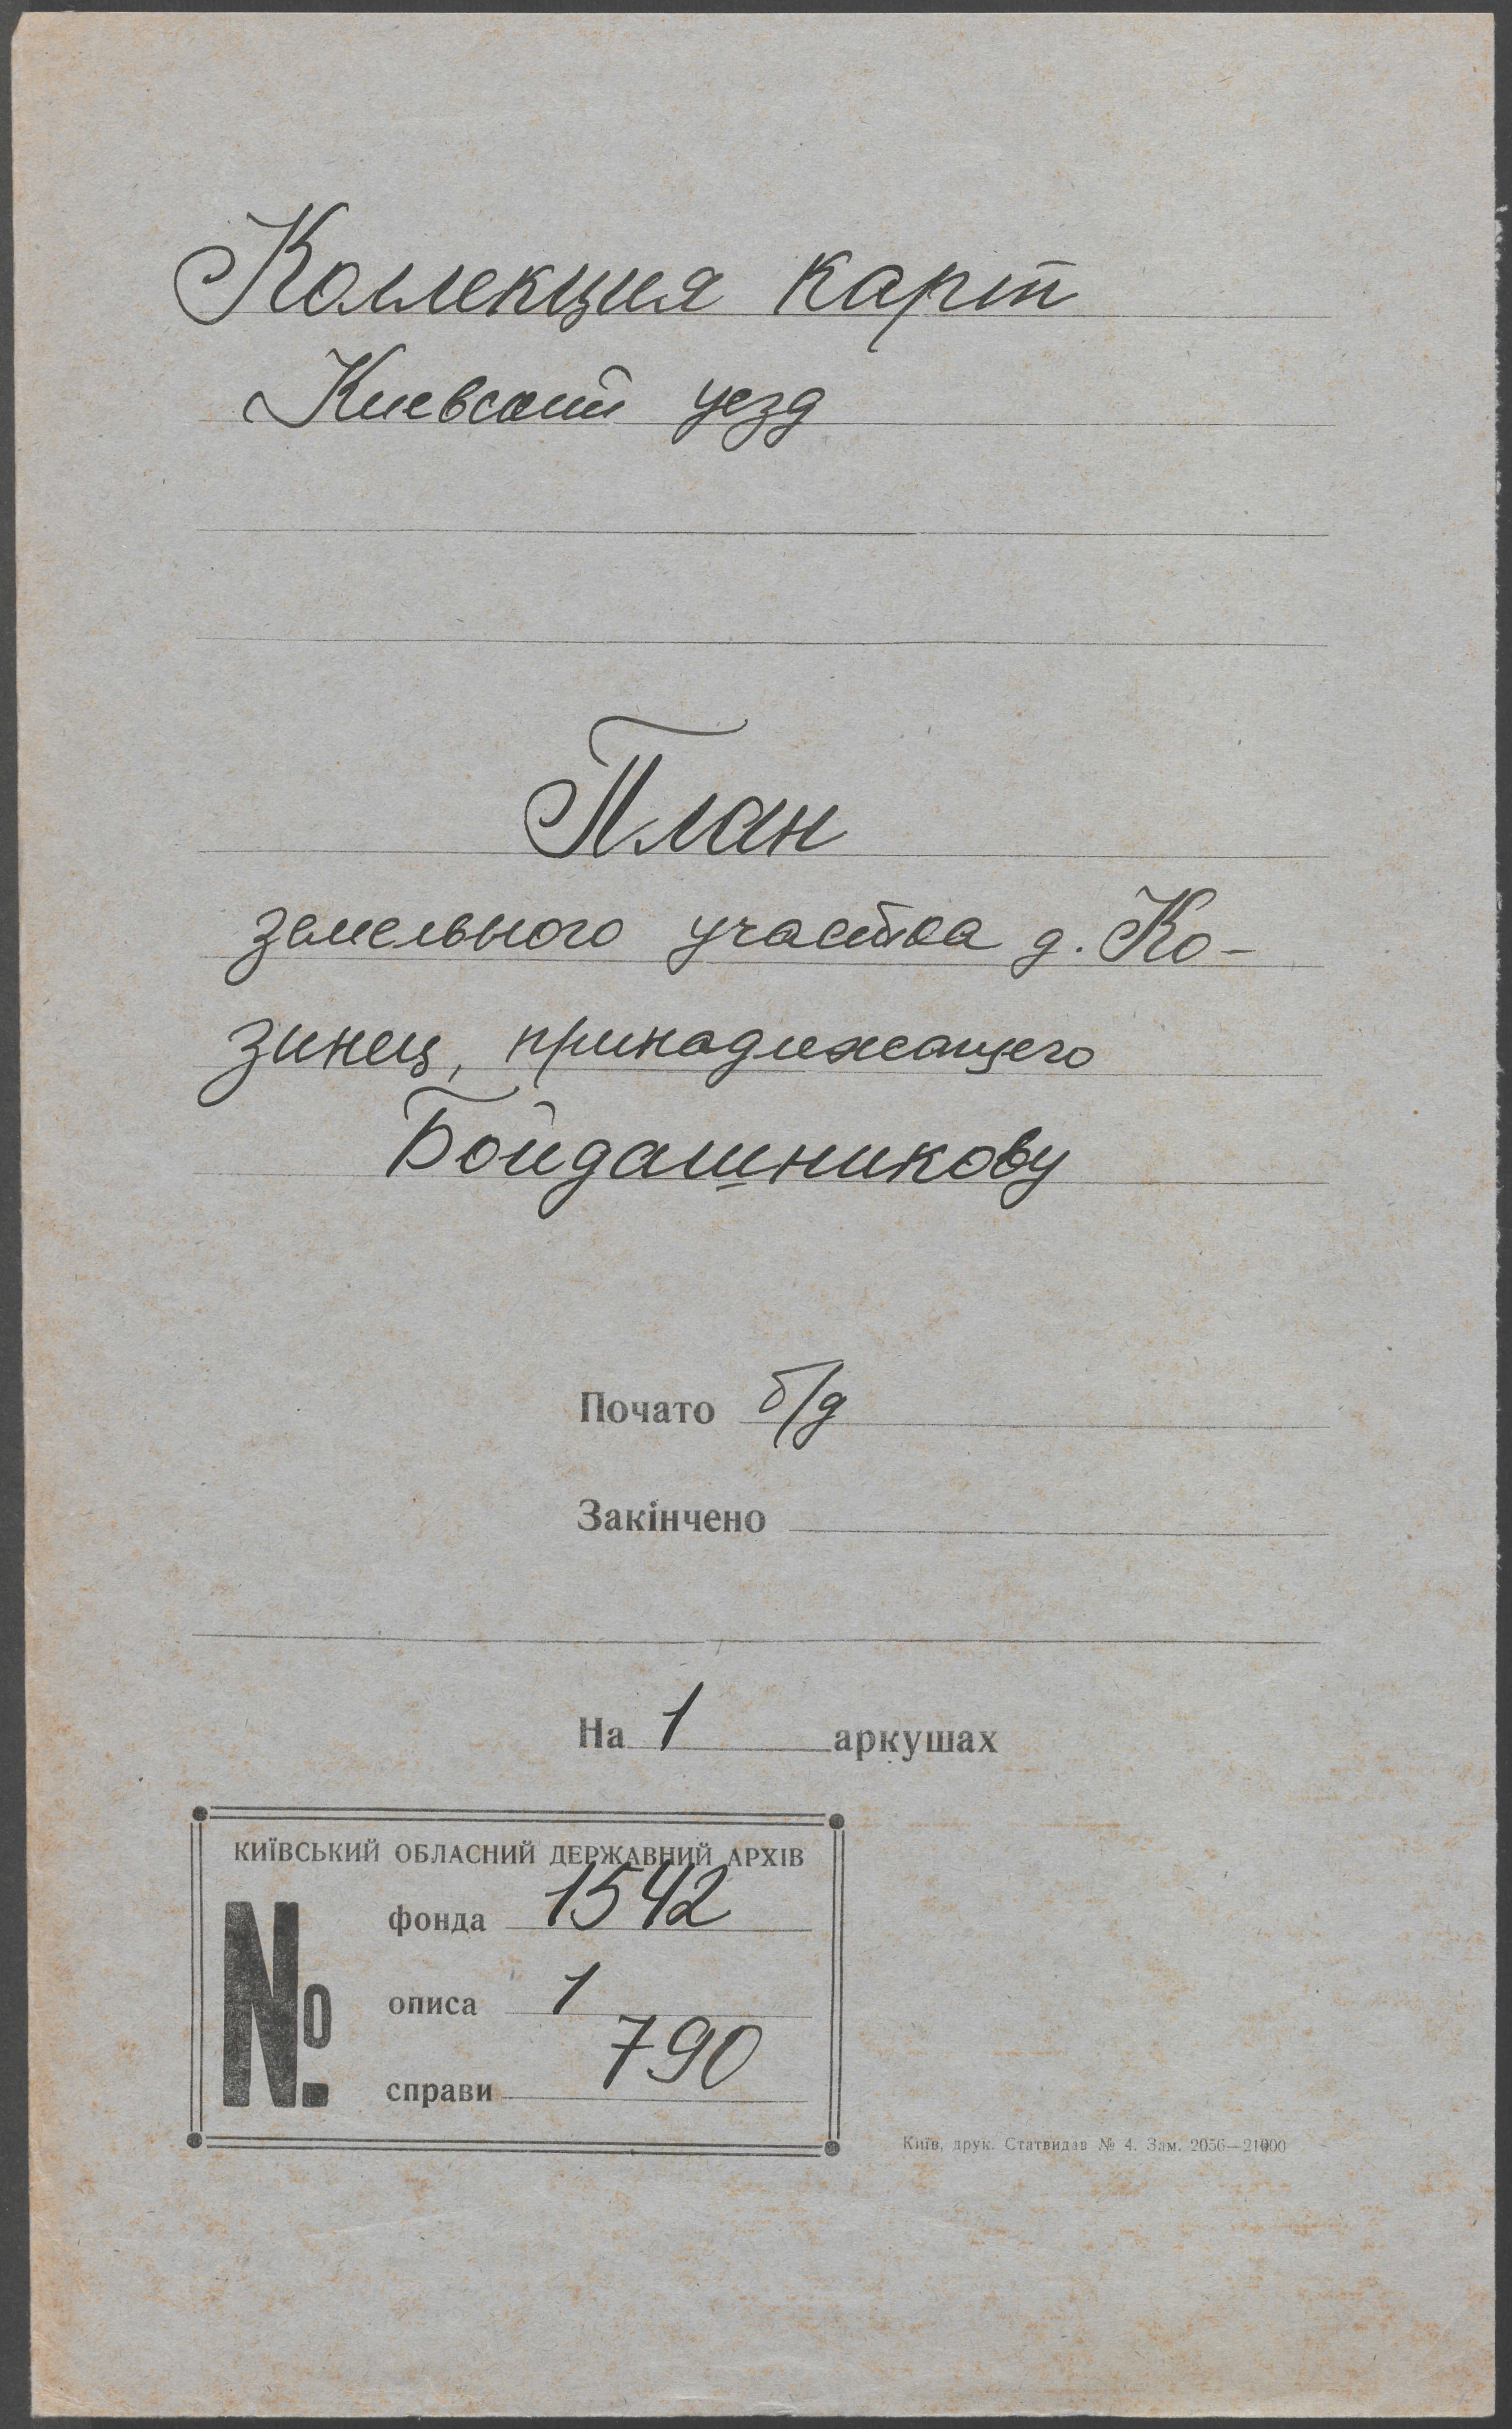 Коллекция карт
Киевский уезд
План
земельного участка д. Ко-
зинец, принадлежащего
Бойдашникову
Почато б/д
Закінчено
На 1 аркушах
КИЇВСЬКИЙ ОБЛАСНИЙ ДЕРЖАВНИЙ АРХІВ
№
фонда 1542
описа 1
справи 790
Київ, друк. Статвидав № 4. Зам. 2056—21000